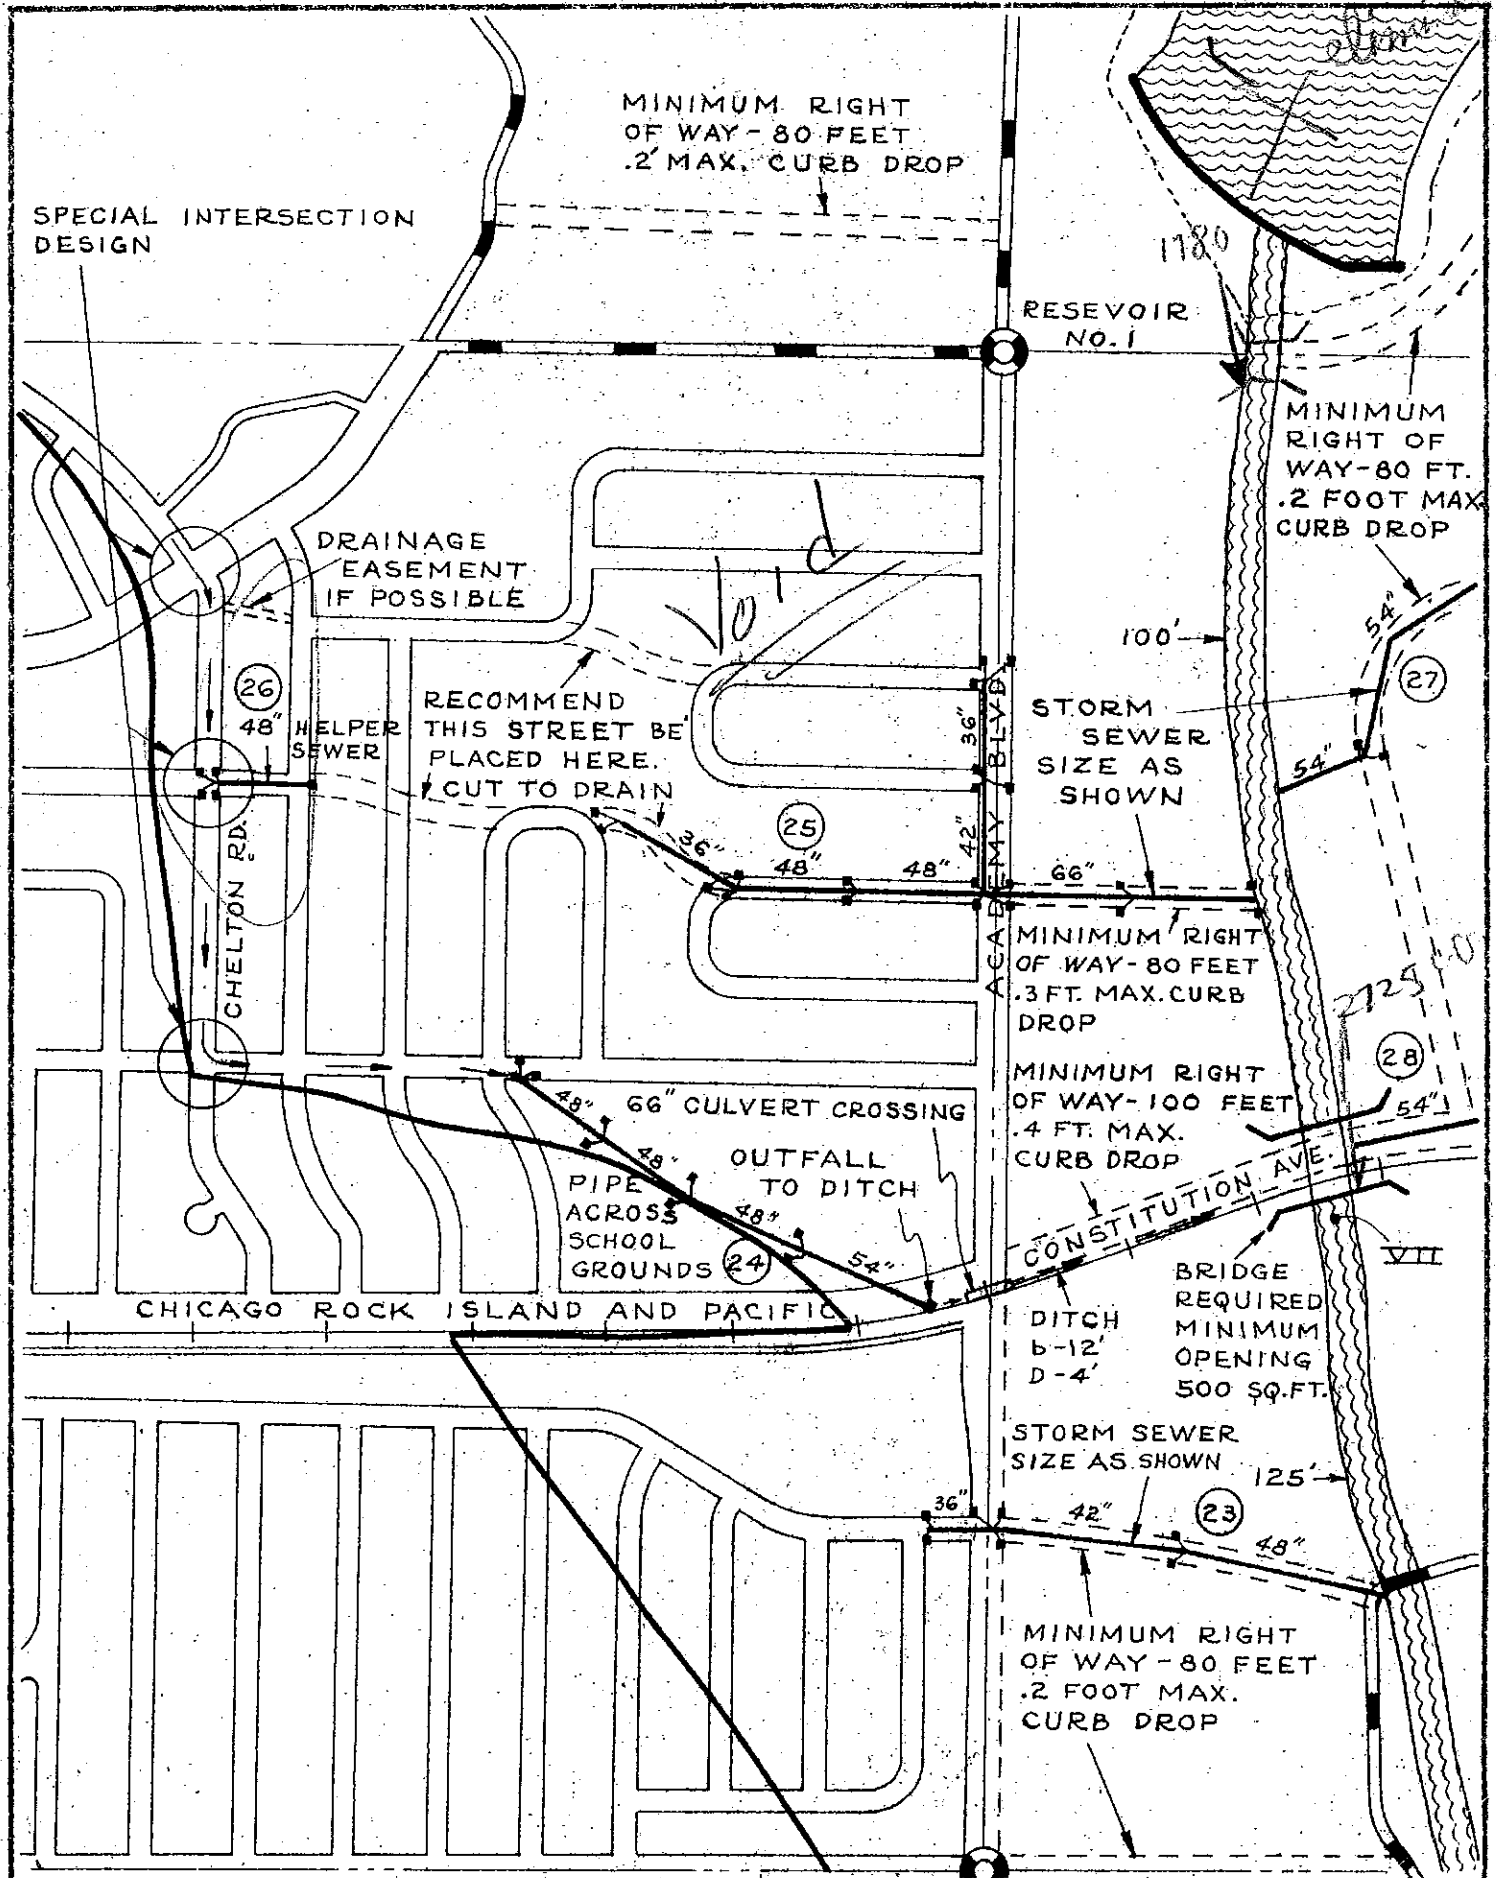 MINIMUM RIGHT
OF WAY - 80 FEET
.2' MAX. CURB DROP
SPECIAL INTERSECTION
DESIGN
1780
RESEVOIR
NO. 1
MINIMUM
RIGHT OF
WAY - 80 FT.
.2 FOOT MAX
CURB DROP
DRAINAGE
EASEMENT
IF POSSIBLE
Void
100'
54"
27
26
48" HELPER
SEWER
RECOMMEND
THIS STREET BE
PLACED HERE.
CUT TO DRAIN
36"
ACADEMY BLVD.
STORM
SEWER
SIZE AS
SHOWN
54"
25
36"
48"
48"
42"
66"
CHELTON RD.
MINIMUM RIGHT
OF WAY - 80 FEET
.3 FT. MAX. CURB
DROP
28
MINIMUM RIGHT
OF WAY - 100 FEET
.4 FT. MAX.
CURB DROP
54"
48"
66" CULVERT CROSSING
48"
OUTFALL
TO DITCH
PIPE
ACROSS
SCHOOL
GROUNDS
24
48"
54"
CONSTITUTION AVE.
VII
BRIDGE
REQUIRED
MINIMUM
OPENING
500 SQ.FT.
CHICAGO ROCK ISLAND AND PACIFIC
DITCH
b - 12'
D - 4'
STORM SEWER
SIZE AS SHOWN
125'
36"
42"
23
48"
MINIMUM RIGHT
OF WAY - 80 FEET
.2 FOOT MAX.
CURB DROP